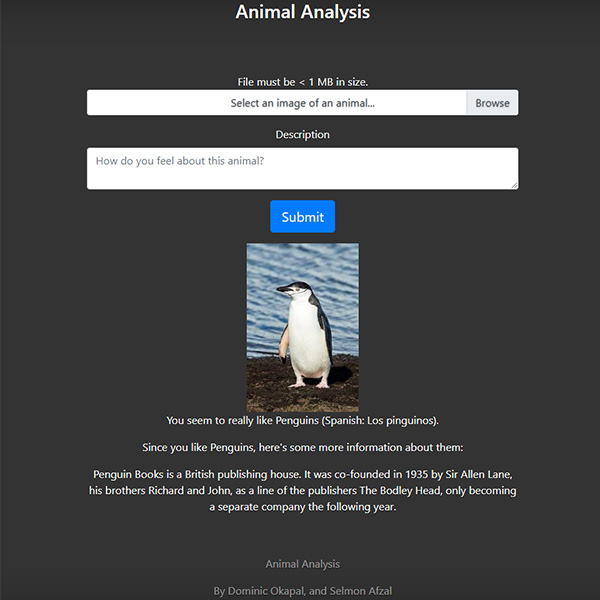 Animal Analysis
File must be < 1 MB in size.
Select an image of an animal... Browse
Description
How do you feel about this animal?
Submit
You seem to really like Penguins (Spanish: Los pinguinos).
Since you like Penguins, here's some more information about them:
Penguin Books is a British publishing house. It was co-founded in 1935 by Sir Allen Lane,
his brothers Richard and John, as a line of the publishers The Bodley Head, only becoming
a separate company the following year.
Animal Analysis
By Dominic Okapal, and Selmon Afzal